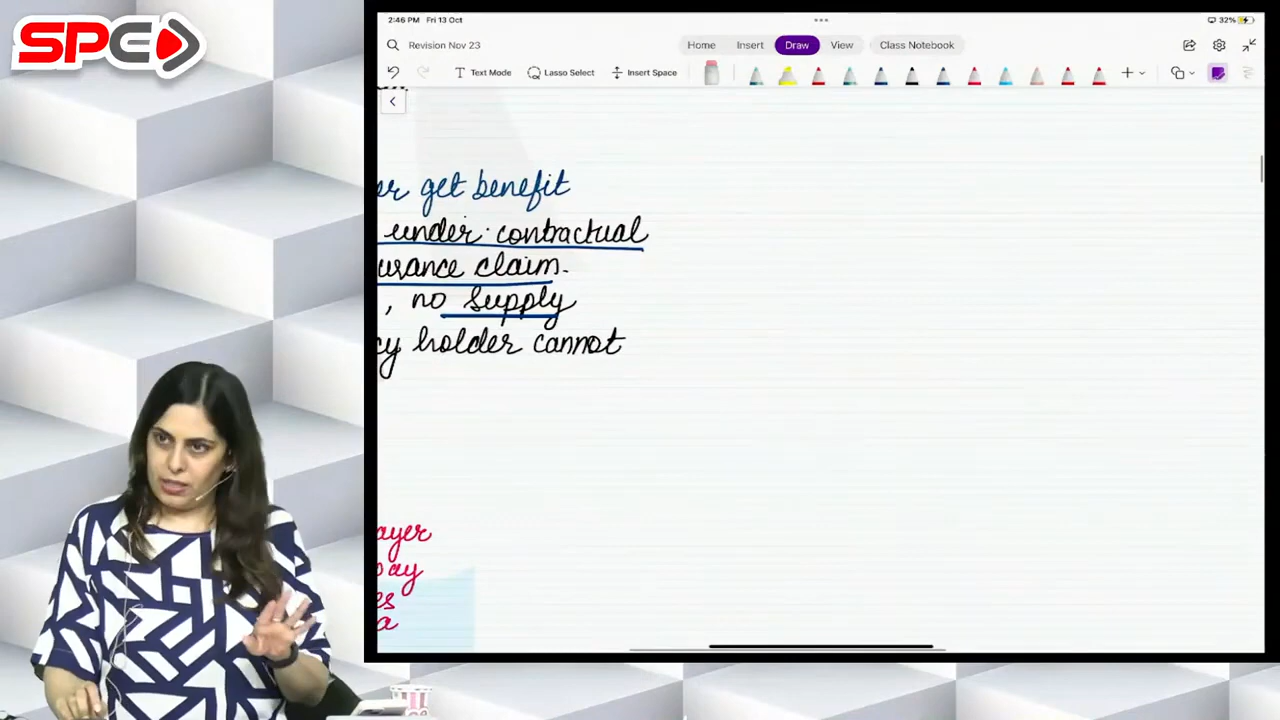 SPED
2:46 PM Fri 13 Oct
32%
Revision Nov 23
Home Insert Draw View Class Notebook
Text Mode Lasso Select Insert Space
er get benefit
under contractual
urance claim.
, no supply
cy holder cannot
ayer
pay
es
a